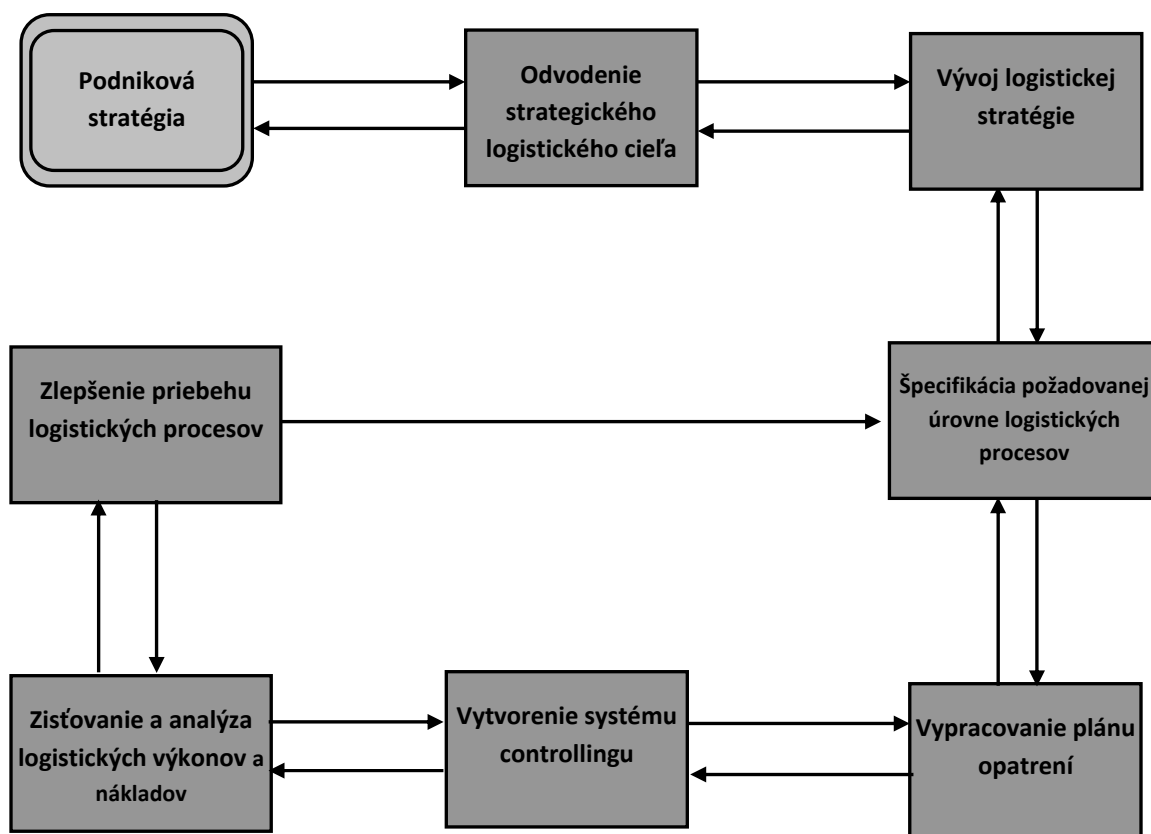 Podniková
stratégia
Odvodenie
strategického
logistického cieľa
Vývoj logistickej
stratégie
Zlepšenie priebehu
logistických procesov
Špecifikácia požadovanej
úrovne logistických
procesov
Zisťovanie a analýza
logistických výkonov a
nákladov
Vytvorenie systému
controllingu
Vypracovanie plánu
opatrení